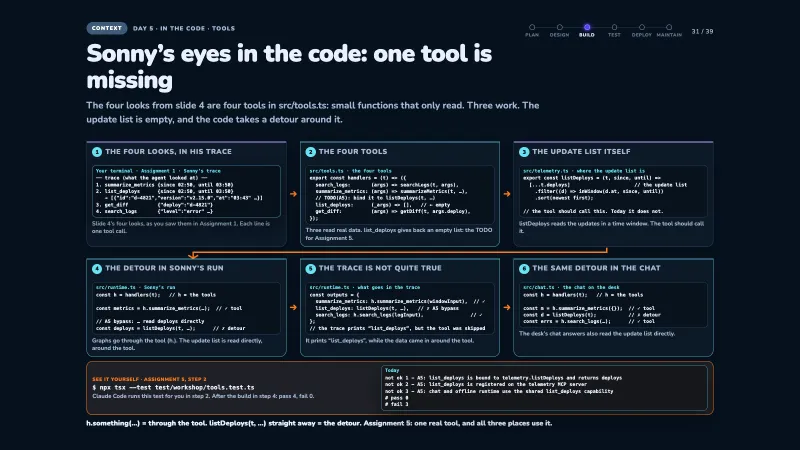 CONTEXT DAY 5 · IN THE CODE · TOOLS
PLAN DESIGN BUILD TEST DEPLOY MAINTAIN 31 / 39
Sonny's eyes in the code: one tool is
missing
The four looks from slide 4 are four tools in src/tools.ts: small functions that only read. Three work. The
update list is empty, and the code takes a detour around it.
1 THE FOUR LOOKS, IN HIS TRACE
Your terminal · Assignment 1 · Sonny's trace
── trace (what the agent looked at) ──
1. summarize_metrics {since 02:50, until 03:50}
2. list_deploys {since 02:50, until 03:50}
→ [{"id":"d-4821","version":"v2.15.0","at":"03:43" …}]
3. get_diff {"deploy":"d-4821"}
4. search_logs {"level":"error" …}
Slide 4's four looks, as you saw them in Assignment 1. Each line is
one tool call.
2 THE FOUR TOOLS
src/tools.ts · the four tools
export const handlers = (t) => ({
search_logs: (args) => searchLogs(t, args),
summarize_metrics: (args) => summarizeMetrics(t, …),
// TODO(A5): bind it to listDeploys(t, …)
list_deploys: (_args) => [], // ← empty
get_diff: (args) => getDiff(t, args.deploy),
});
Three read real data. list_deploys gives back an empty list: the TODO
for Assignment 5.
3 THE UPDATE LIST ITSELF
src/telemetry.ts · where the update list is
export const listDeploys = (t, since, until) =>
[...t.deploys] // the update list
.filter((d) => inWindow(d.at, since, until))
.sort(newest first);
// the tool should call this. Today it does not.
listDeploys reads the updates in a time window. The tool should call
it.
4 THE DETOUR IN SONNY'S RUN
src/runtime.ts · Sonny's run
const h = handlers(t); // h = the tools
const metrics = h.summarize_metrics(…); // ✓ tool
// A5 bypass: … read deploys directly
const deploys = listDeploys(t, …); // ✗ detour
Graphs go through the tool (h.). The update list is read directly,
around the tool.
5 THE TRACE IS NOT QUITE TRUE
src/runtime.ts · what goes in the trace
const outputs = {
summarize_metrics: h.summarize_metrics(windowInput), // ✓
list_deploys: listDeploys(t, …), // ✗ A5 bypass
search_logs: h.search_logs(logInput), // ✓
};
// the trace prints "list_deploys", but the tool was skipped
It prints "list_deploys", while the data came in around the tool.
6 THE SAME DETOUR IN THE CHAT
src/chat.ts · the chat on the desk
const h = handlers(t); // h = the tools
const m = h.summarize_metrics({}); // ✓ tool
const d = listDeploys(t); // ✗ detour
const errs = h.search_logs(…); // ✓ tool
The desk's chat answers also read the update list directly.
SEE IT YOURSELF · ASSIGNMENT 5, STEP 2
$ npx tsx --test test/workshop/tools.test.ts
Claude Code runs this test for you in step 2. After the build in step 4: pass 4, fail 0.
Today
not ok 1 - A5: list_deploys is bound to telemetry.listDeploys and returns deploys
not ok 2 - A5: list_deploys is registered on the telemetry MCP server
not ok 3 - A5: chat and offline runtime use the shared list_deploys capability
# pass 0
# fail 3
h.something(…) = through the tool. listDeploys(t, …) straight away = the detour. Assignment 5: one real tool, and all three places use it.